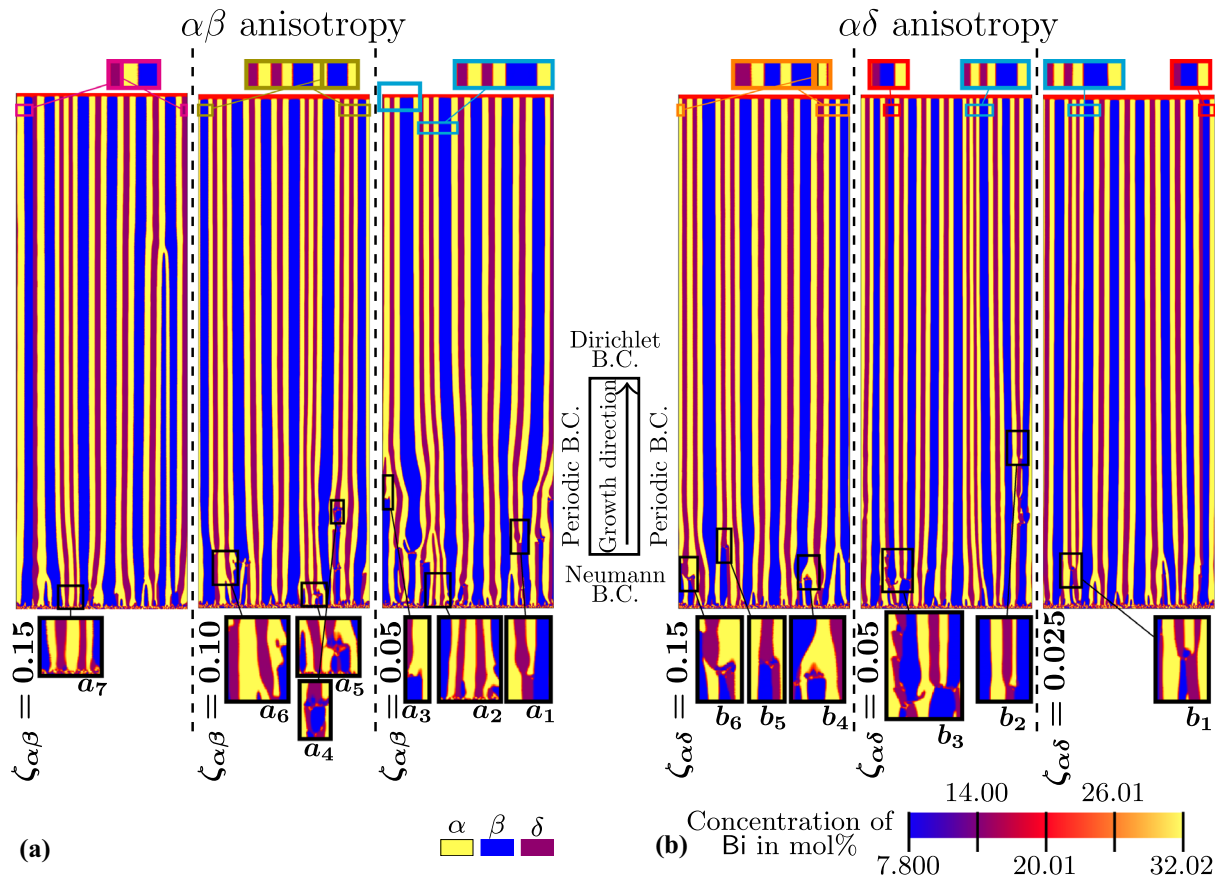 αβ anisotropy
αδ anisotropy
Dirichlet
B.C.
Periodic B.C.
Growth direction
Periodic B.C.
Neumann
B.C.
ζαβ = 0.15
a7
ζαβ = 0.10
a6
a4
a5
ζαβ = 0.05
a3
a2
a1
ζαδ = 0.15
b6
b5
b4
ζαδ = 0.05
b3
b2
ζαδ = 0.025
b1
(a)
α β δ
(b)
Concentration of
Bi in mol%
14.00 26.01
7.800 20.01 32.02